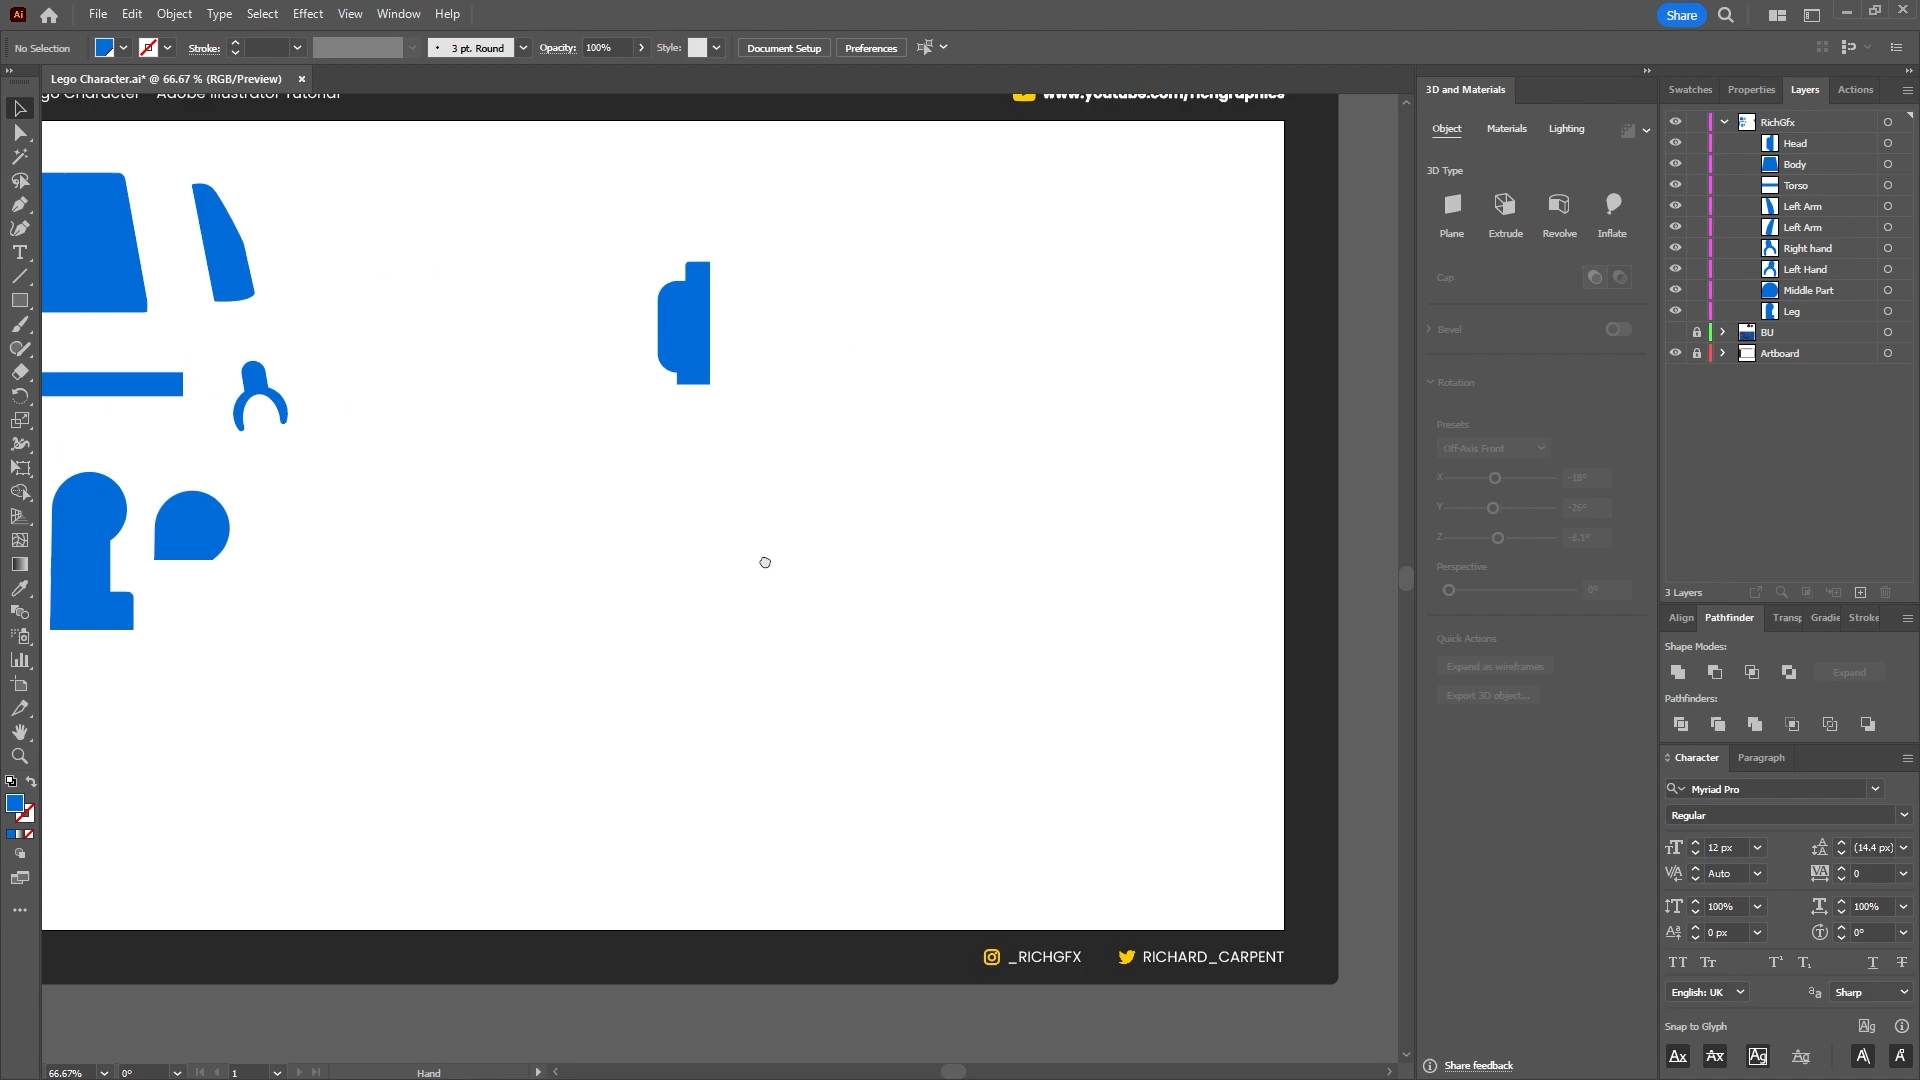 Ai File Edit Object Type Select Effect View Window Help Share
No Selection Stroke: 3 pt. Round Opacity: 100% Style: Document Setup Preferences
Lego Character.ai* @ 66.67 % (RGB/Preview) ×
go Character - Adobe Illustrator Tutorial www.youtube.com/richgraphics
3D and Materials
Object Materials Lighting
3D Type
Plane Extrude Revolve Inflate
Cap
Bevel
Rotation
Presets
Off-Axis Front
X -18°
Y -26°
Z -8.1°
Perspective
0°
Quick Actions
Expand as wireframes
Export 3D object...
Share feedback
Swatches Properties Layers Actions
RichGfx
Head
Body
Torso
Left Arm
Left Arm
Right hand
Left Hand
Middle Part
Leg
BU
Artboard
3 Layers
Align Pathfinder Transp Gradie Stroke
Shape Modes:
Expand
Pathfinders:
Character Paragraph
Myriad Pro
Regular
12 px (14.4 px)
Auto 0
100% 100%
0 px 0°
English: UK Sharp
Snap to Glyph
_RICHGFX RICHARD_CARPENT
66.67% 0° 1 Hand